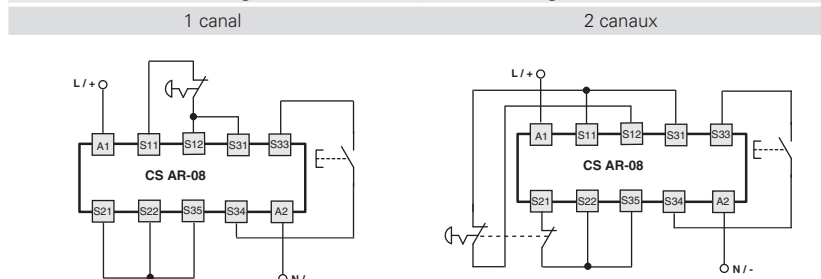 1 canal
2 canaux
L / +
A1 S11 S12 S31 S33
CS AR-08
S21 S22 S35 S34 A2
N / -
L / +
A1 S11 S12 S31 S33
CS AR-08
S21 S22 S35 S34 A2
N / -